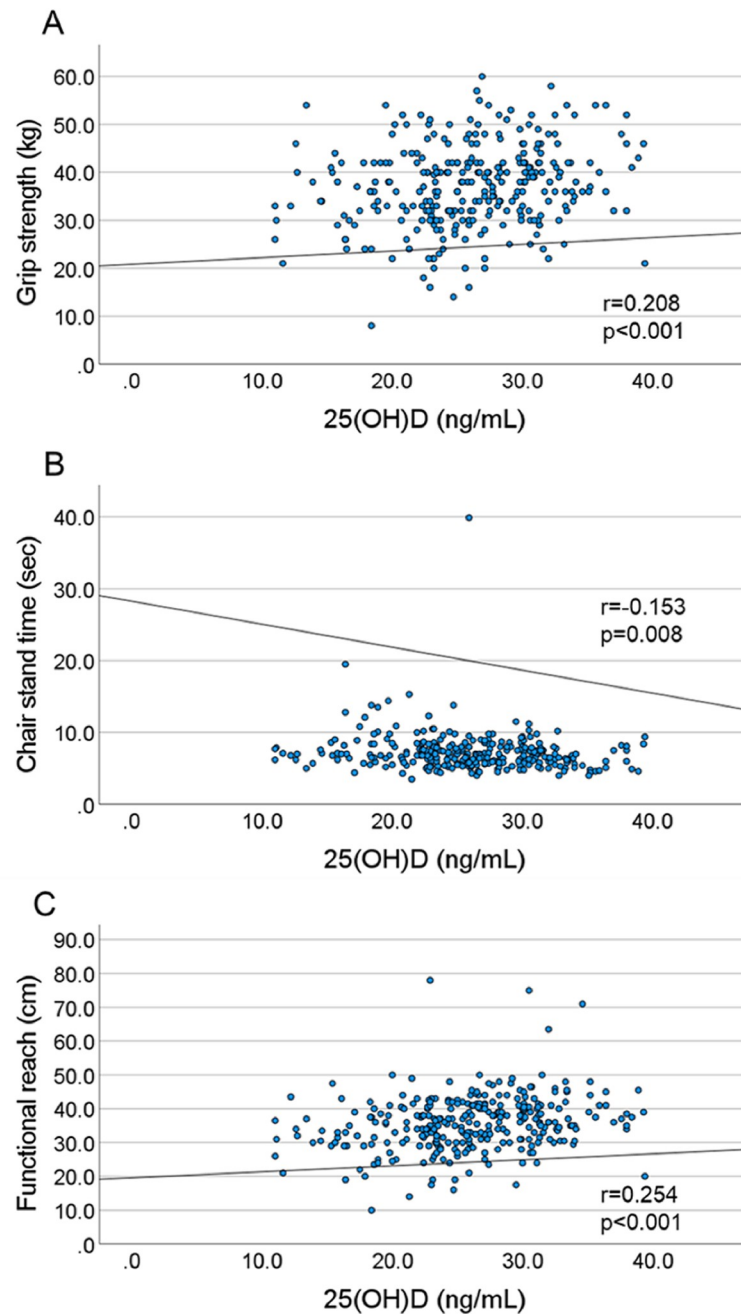 A
Grip strength (kg)
60.0
50.0
40.0
30.0
20.0
10.0
.0
r=0.208
p<0.001
.0 10.0 20.0 30.0 40.0
25(OH)D (ng/mL)
B
Chair stand time (sec)
40.0
30.0
20.0
10.0
.0
r=-0.153
p=0.008
.0 10.0 20.0 30.0 40.0
25(OH)D (ng/mL)
C
Functional reach (cm)
90.0
80.0
70.0
60.0
50.0
40.0
30.0
20.0
10.0
.0
r=0.254
p<0.001
.0 10.0 20.0 30.0 40.0
25(OH)D (ng/mL)